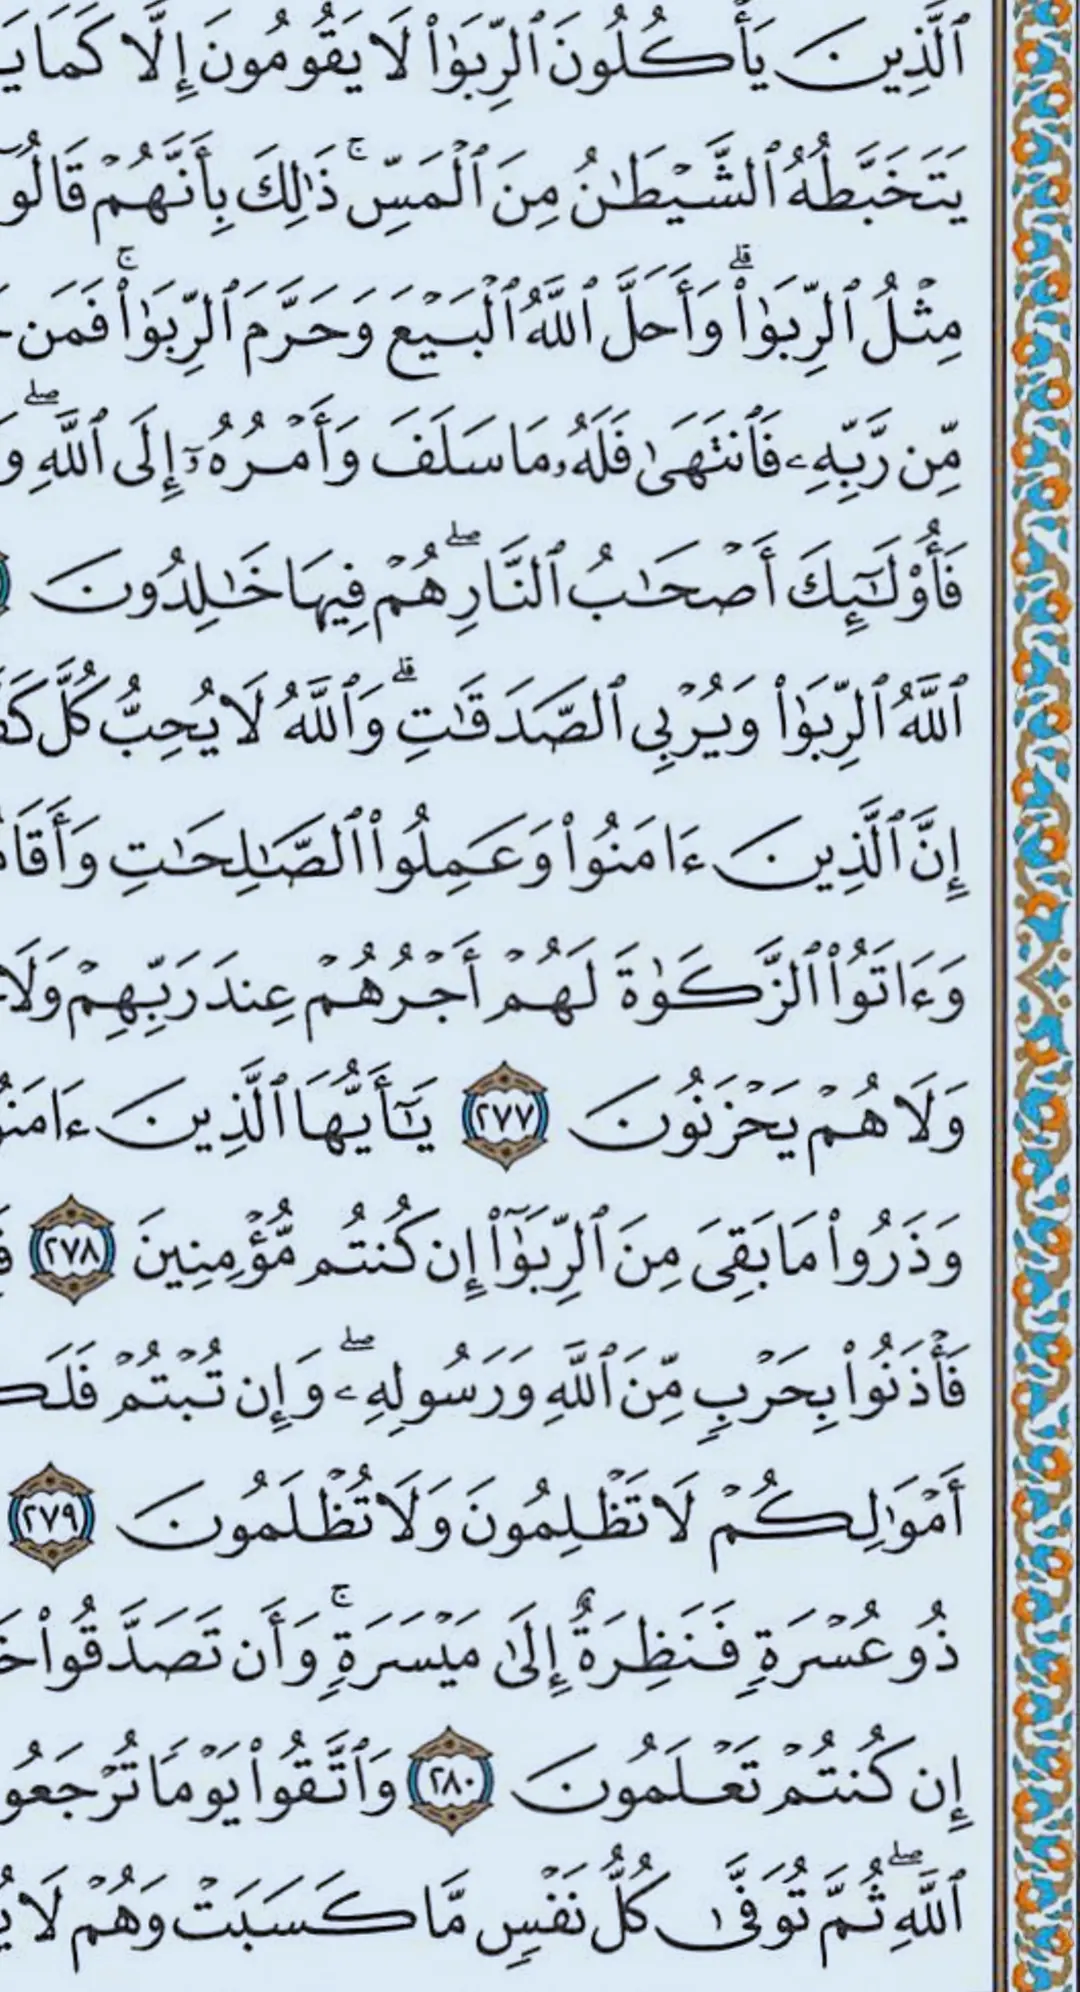 ٱلَّذِينَ يَأۡكُلُونَ ٱلرِّبَوٰاْ لَا يَقُومُونَ إِلَّا كَمَا
يَتَخَبَّطُهُ ٱلشَّيۡطَٰنُ مِنَ ٱلۡمَسِّۚ ذَٰلِكَ بِأَنَّهُمۡ قَالُوٓ
مِثۡلُ ٱلرِّبَوٰاْۗ وَأَحَلَّ ٱللَّهُ ٱلۡبَيۡعَ وَحَرَّمَ ٱلرِّبَوٰاْۚ فَمَن
مِّن رَّبِّهِۦ فَٱنتَهَىٰ فَلَهُۥ مَا سَلَفَ وَأَمۡرُهُۥٓ إِلَى ٱللَّهِۖ وَ
فَأُوْلَٰٓئِكَ أَصۡحَٰبُ ٱلنَّارِۖ هُمۡ فِيهَا خَٰلِدُونَ
ٱللَّهُ ٱلرِّبَوٰاْ وَيُرۡبِي ٱلصَّدَقَٰتِۗ وَٱللَّهُ لَا يُحِبُّ كُلَّ
إِنَّ ٱلَّذِينَ ءَامَنُواْ وَعَمِلُواْ ٱلصَّٰلِحَٰتِ وَأَقَا
وَءَاتَوُاْ ٱلزَّكَوٰةَ لَهُمۡ أَجۡرُهُمۡ عِندَ رَبِّهِمۡ وَلَا
وَلَا هُمۡ يَحۡزَنُونَ ٢٧٧ يَٰٓأَيُّهَا ٱلَّذِينَ ءَامَنُ
وَذَرُواْ مَا بَقِيَ مِنَ ٱلرِّبَوٰٓاْ إِن كُنتُم مُّؤۡمِنِينَ ٢٧٨
فَأۡذَنُواْ بِحَرۡبٖ مِّنَ ٱللَّهِ وَرَسُولِهِۦۖ وَإِن تُبۡتُمۡ فَلَكُ
أَمۡوَٰلِكُمۡ لَا تَظۡلِمُونَ وَلَا تُظۡلَمُونَ ٢٧٩
ذُو عُسۡرَةٖ فَنَظِرَةٌ إِلَىٰ مَيۡسَرَةٖۚ وَأَن تَصَدَّقُواْ خَ
إِن كُنتُمۡ تَعۡلَمُونَ ٢٨٠ وَٱتَّقُواْ يَوۡمٗا تُرۡجَعُو
ٱللَّهِۖ ثُمَّ تُوَفَّىٰ كُلُّ نَفۡسٖ مَّا كَسَبَتۡ وَهُمۡ لَا